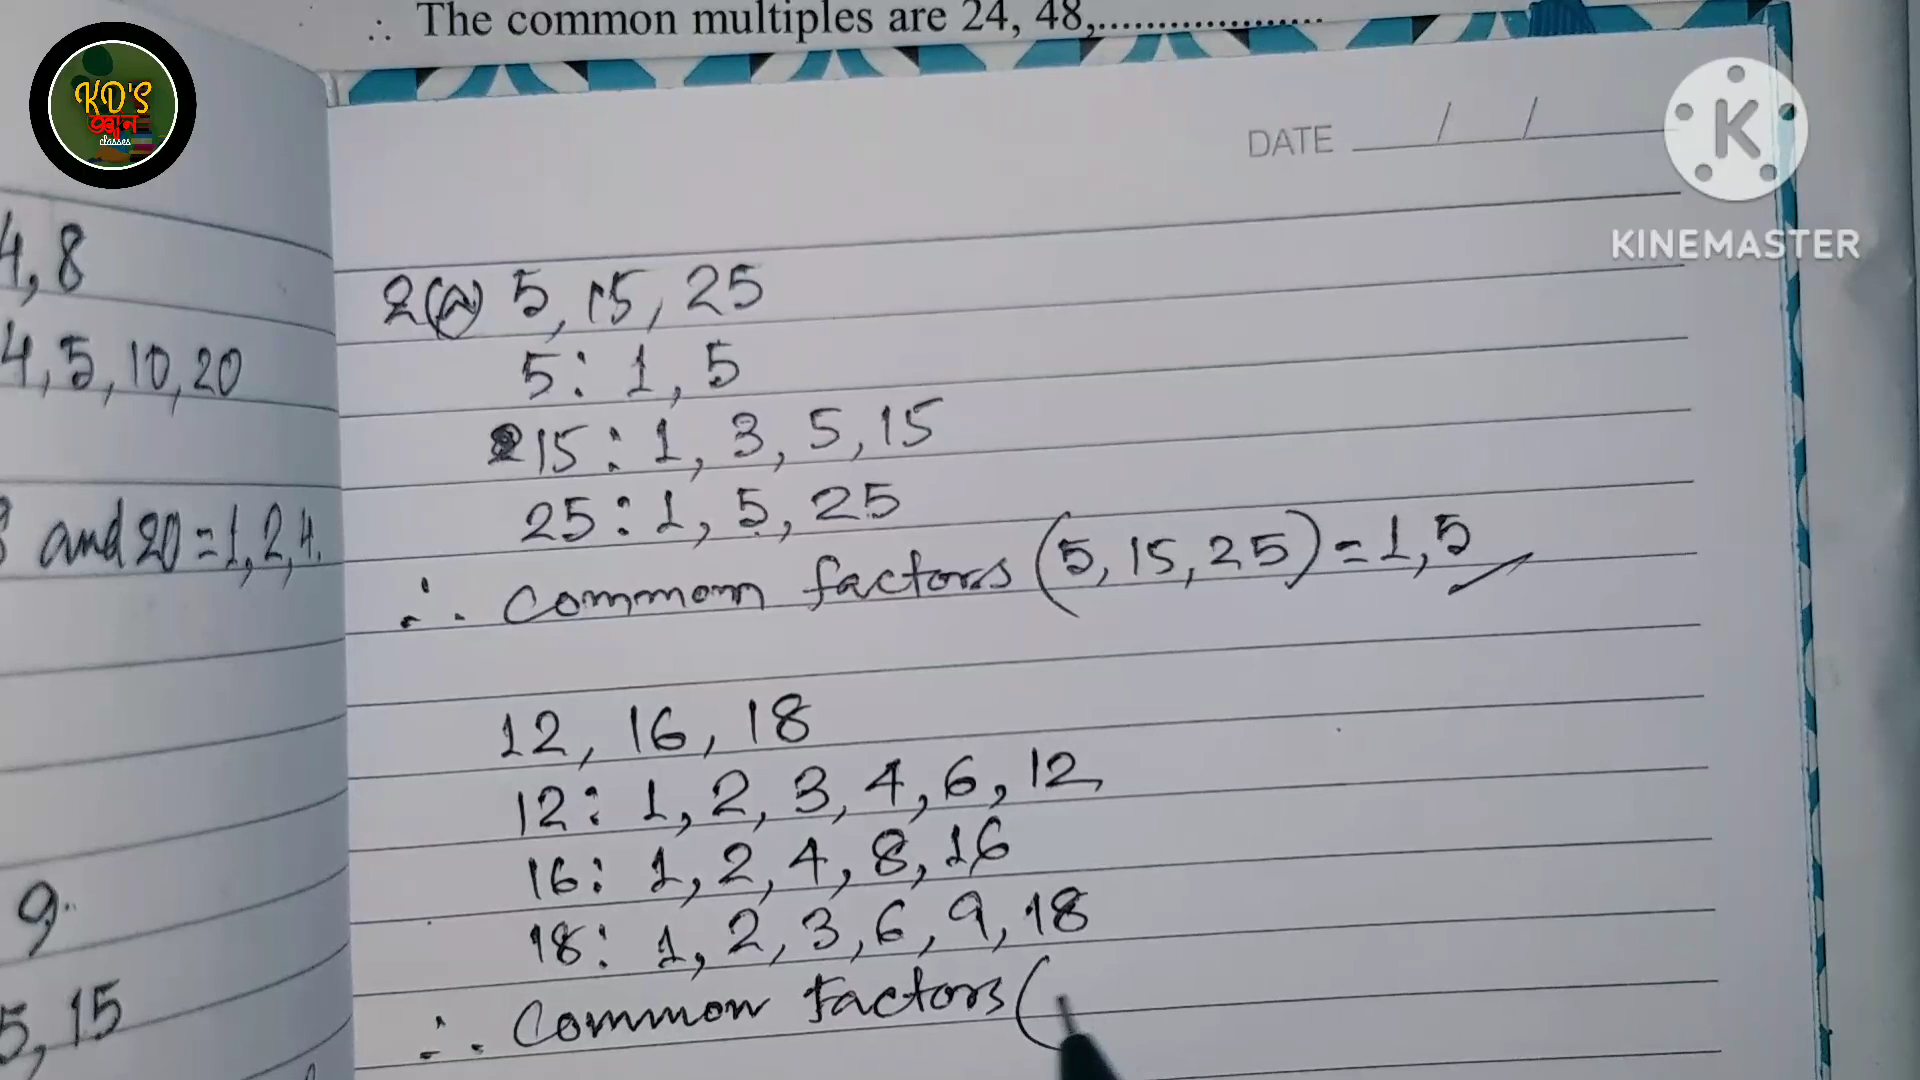 ∴ The common multiples are 24, 48,....................
KD'S
জ্ঞান
classes
DATE / /
KINEMASTER
4, 8
4, 5, 10, 20
and 20 = 1, 2, 4.
9.
5, 15
2(a) 5, 15, 25
5: 1, 5
15: 1, 3, 5, 15
25: 1, 5, 25
∴ common factors (5, 15, 25) = 1, 5
12, 16, 18
12: 1, 2, 3, 4, 6, 12,
16: 1, 2, 4, 8, 16
18: 1, 2, 3, 6, 9, 18
∴ Common factors (